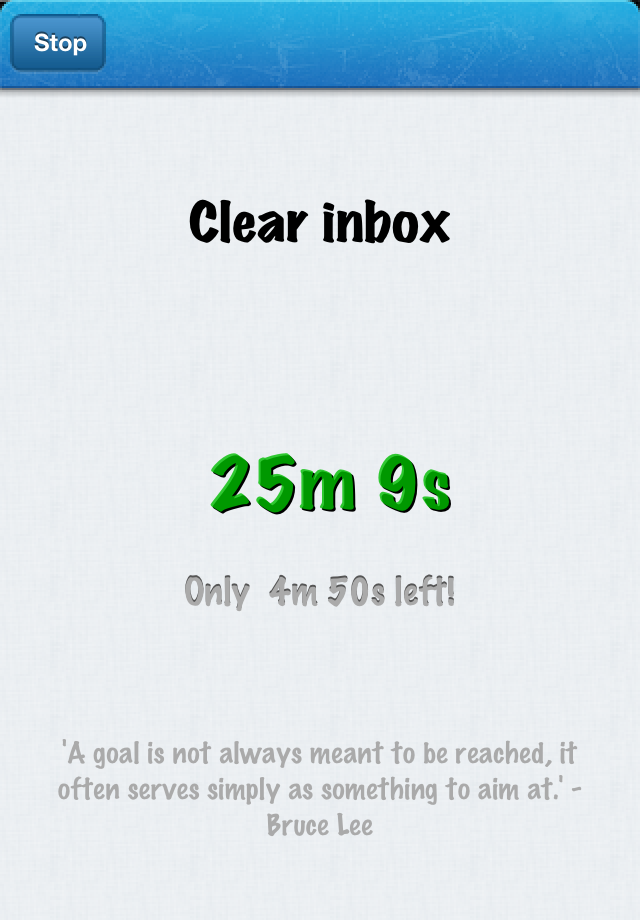 Stop
Clear inbox
25m 9s
Only 4m 50s left!
'A goal is not always meant to be reached, it
often serves simply as something to aim at.' -
Bruce Lee